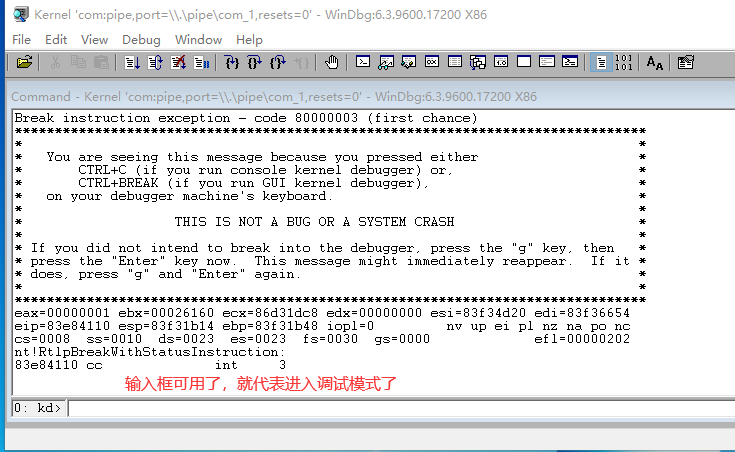 Kernel 'com:pipe,port=\\.\pipe\com_1,resets=0' - WinDbg:6.3.9600.17200 X86
File Edit View Debug Window Help
Command - Kernel 'com:pipe,port=\\.\pipe\com_1,resets=0' - WinDbg:6.3.9600.17200 X86
Break instruction exception - code 80000003 (first chance)
*******************************************************************************
*                                                                             *
*   You are seeing this message because you pressed either                    *
*       CTRL+C (if you run console kernel debugger) or,                       *
*       CTRL+BREAK (if you run GUI kernel debugger),                          *
*   on your debugger machine's keyboard.                                      *
*                                                                             *
*                   THIS IS NOT A BUG OR A SYSTEM CRASH                       *
*                                                                             *
* If you did not intend to break into the debugger, press the "g" key, then   *
* press the "Enter" key now.  This message might immediately reappear.  If it *
* does, press "g" and "Enter" again.                                          *
*                                                                             *
*******************************************************************************
eax=00000001 ebx=00026160 ecx=86d31dc8 edx=00000000 esi=83f34d20 edi=83f36654
eip=83e84110 esp=83f31b14 ebp=83f31b48 iopl=0         nv up ei pl nz na po nc
cs=0008  ss=0010  ds=0023  es=0023  fs=0030  gs=0000             efl=00000202
nt!RtlpBreakWithStatusInstruction:
83e84110 cc              int     3
输入框可用了，就代表进入调试模式了
0: kd>